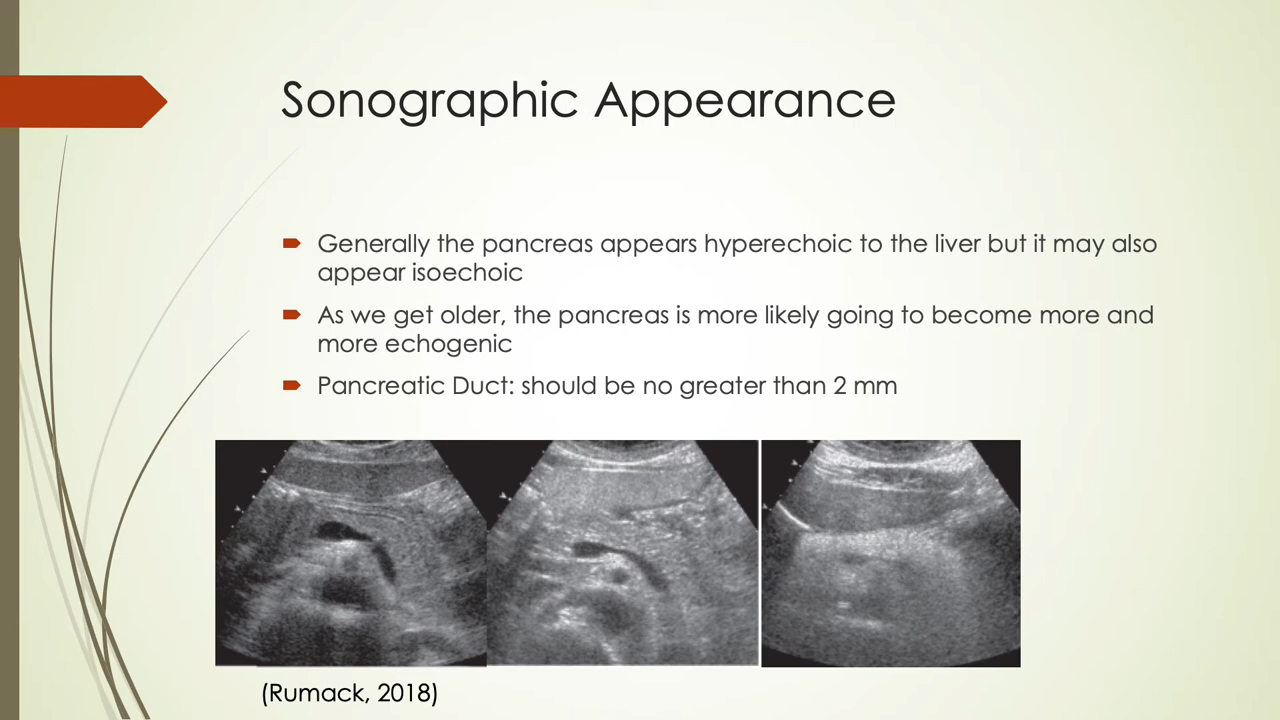 Sonographic Appearance
Generally the pancreas appears hyperechoic to the liver but it may also
appear isoechoic
As we get older, the pancreas is more likely going to become more and
more echogenic
Pancreatic Duct: should be no greater than 2 mm
(Rumack, 2018)